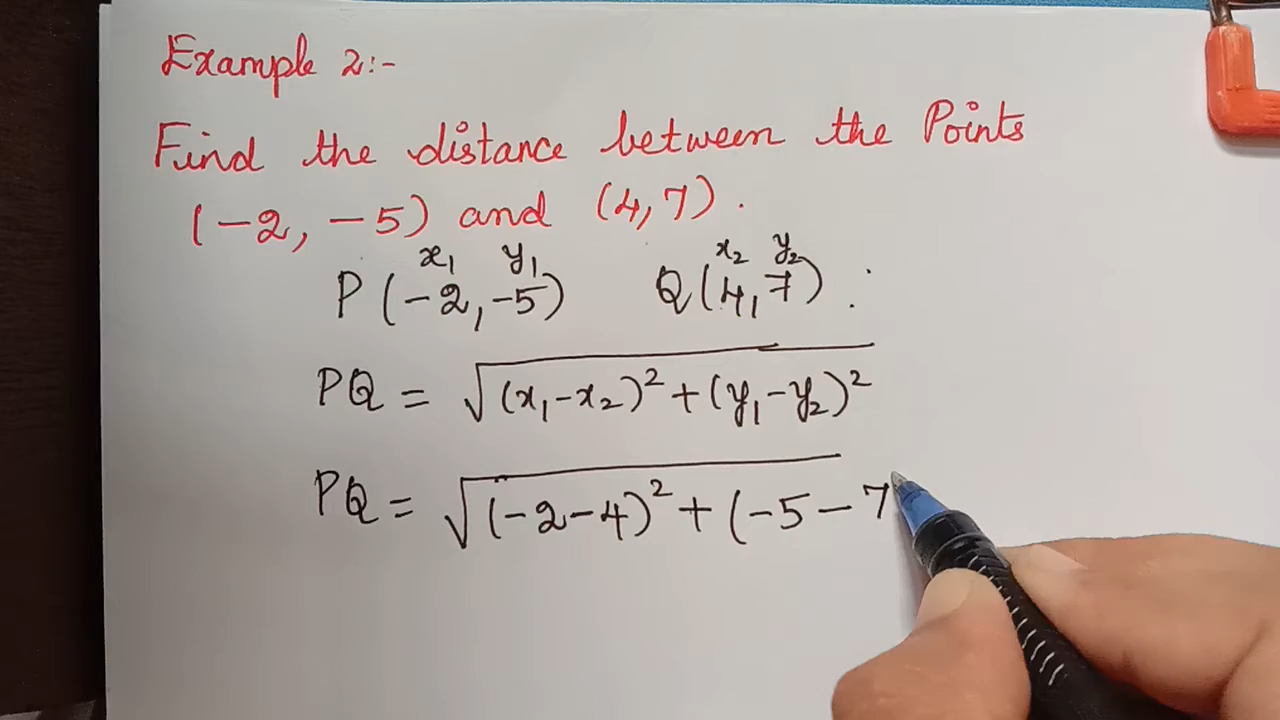 Example 2:-
Find the distance between the Points
(-2, -5) and (4, 7).
x₁ y₁ x₂ y₂
P (-2, -5) Q (4, 7) :
PQ = √(x₁-x₂)² + (y₁-y₂)²
PQ = √(-2-4)² + (-5-7